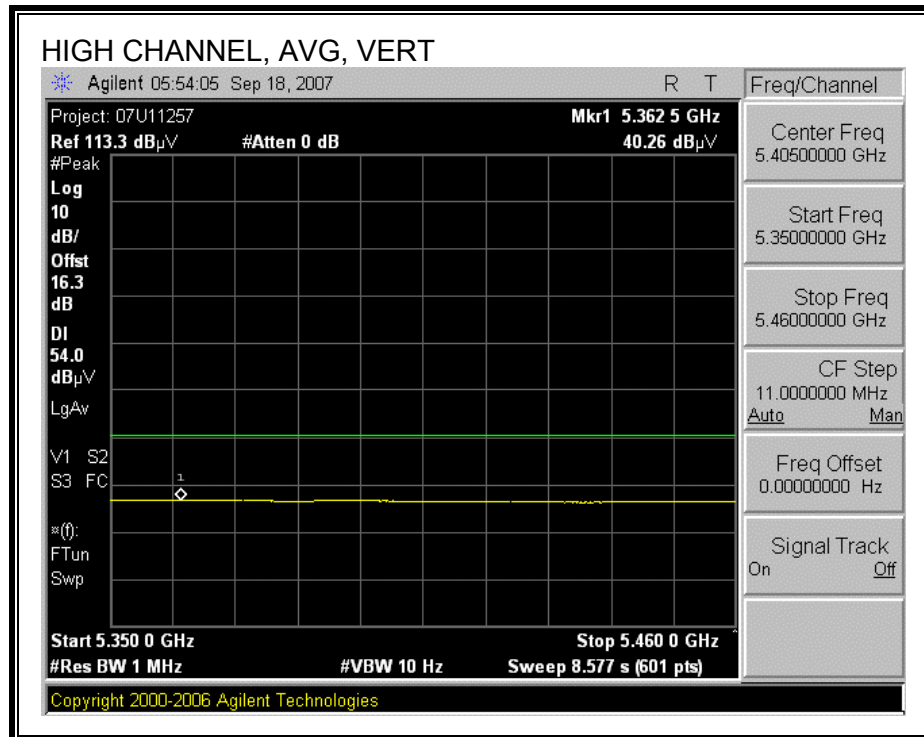 HIGH CHANNEL, AVG, VERT
Agilent 05:54:05 Sep 18, 2007
R T
Project: 07U11257
Mkr1 5.362 5 GHz
Ref 113.3 dBµV
#Atten 0 dB
40.26 dBµV
#Peak
Log
10
dB/
Offst
16.3
dB
DI
54.0
dBµV
LgAv
V1 S2
S3 FC
1
¤(f):
FTun
Swp
Start 5.350 0 GHz
Stop 5.460 0 GHz
#Res BW 1 MHz
#VBW 10 Hz
Sweep 8.577 s (601 pts)
Copyright 2000-2006 Agilent Technologies
Freq/Channel
Center Freq
5.40500000 GHz
Start Freq
5.35000000 GHz
Stop Freq
5.46000000 GHz
CF Step
11.0000000 MHz
Auto Man
Freq Offset
0.00000000 Hz
Signal Track
On Off